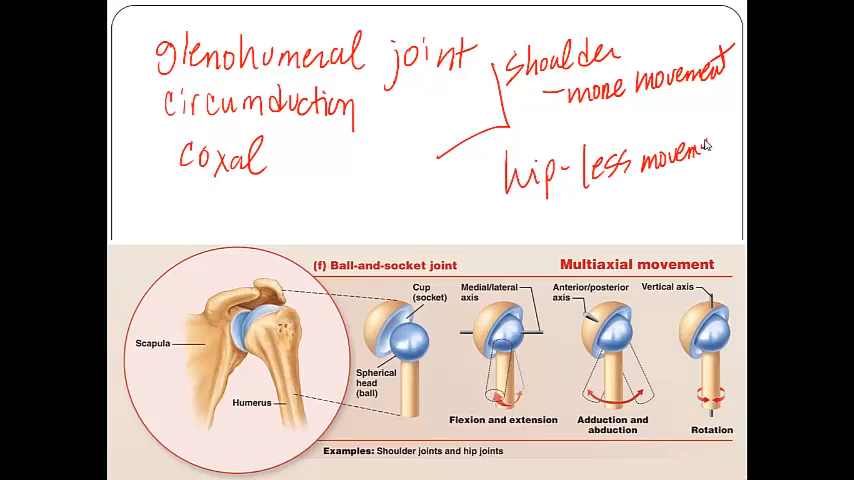 glenohumeral joint
circumduction
coxal
shoulder
- more movement
hip - less movem
(f) Ball-and-socket joint
Multiaxial movement
Scapula
Humerus
Cup
(socket)
Spherical
head
(ball)
Medial/lateral
axis
Flexion and extension
Anterior/posterior
axis
Adduction and
abduction
Vertical axis
Rotation
Examples: Shoulder joints and hip joints